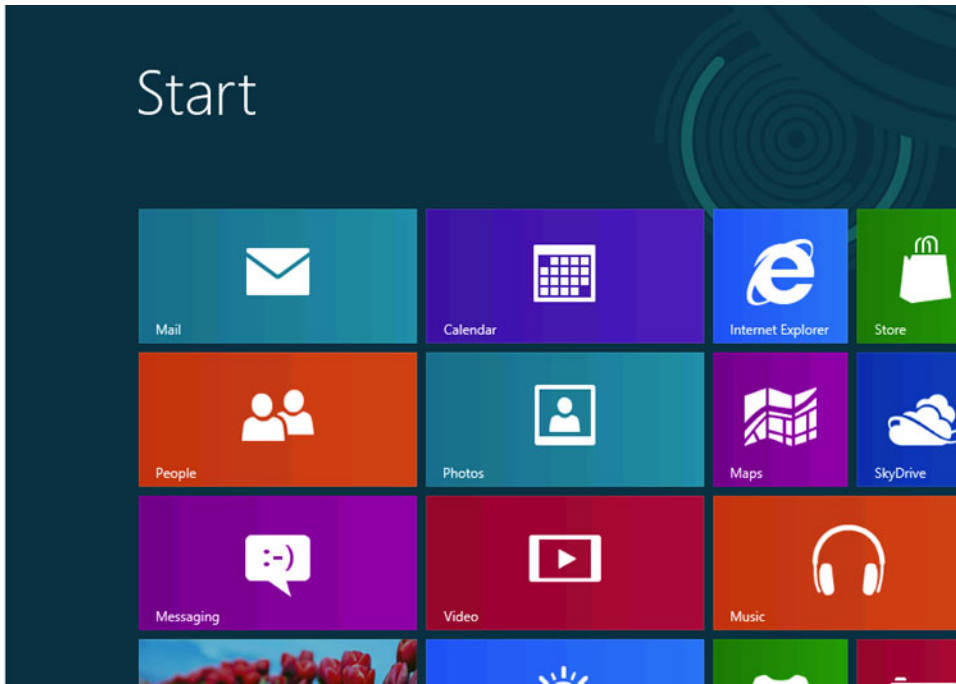 Start
Mail
Calendar
Internet Explorer
Store
People
Photos
Maps
SkyDrive
:-)
Messaging
Video
Music